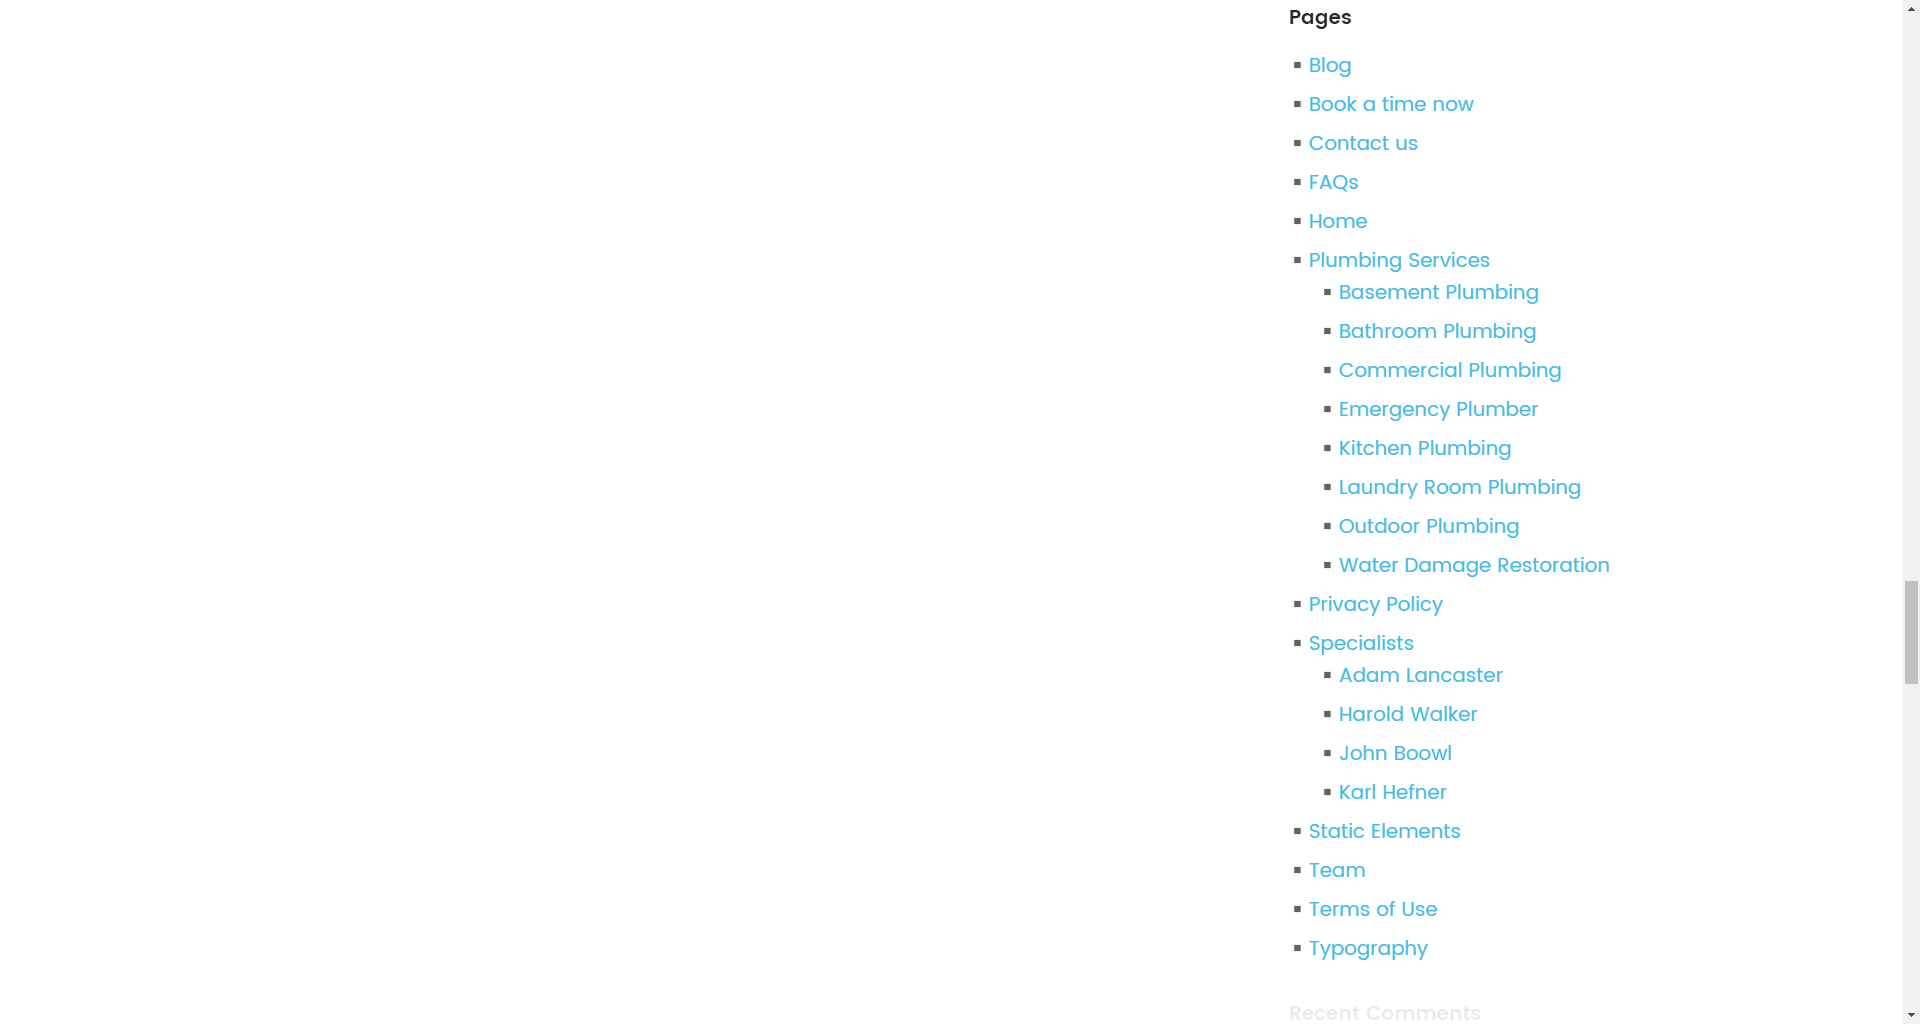 Pages
Blog
Book a time now
Contact us
FAQs
Home
Plumbing Services
Basement Plumbing
Bathroom Plumbing
Commercial Plumbing
Emergency Plumber
Kitchen Plumbing
Laundry Room Plumbing
Outdoor Plumbing
Water Damage Restoration
Privacy Policy
Specialists
Adam Lancaster
Harold Walker
John Boowl
Karl Hefner
Static Elements
Team
Terms of Use
Typography
Recent Comments